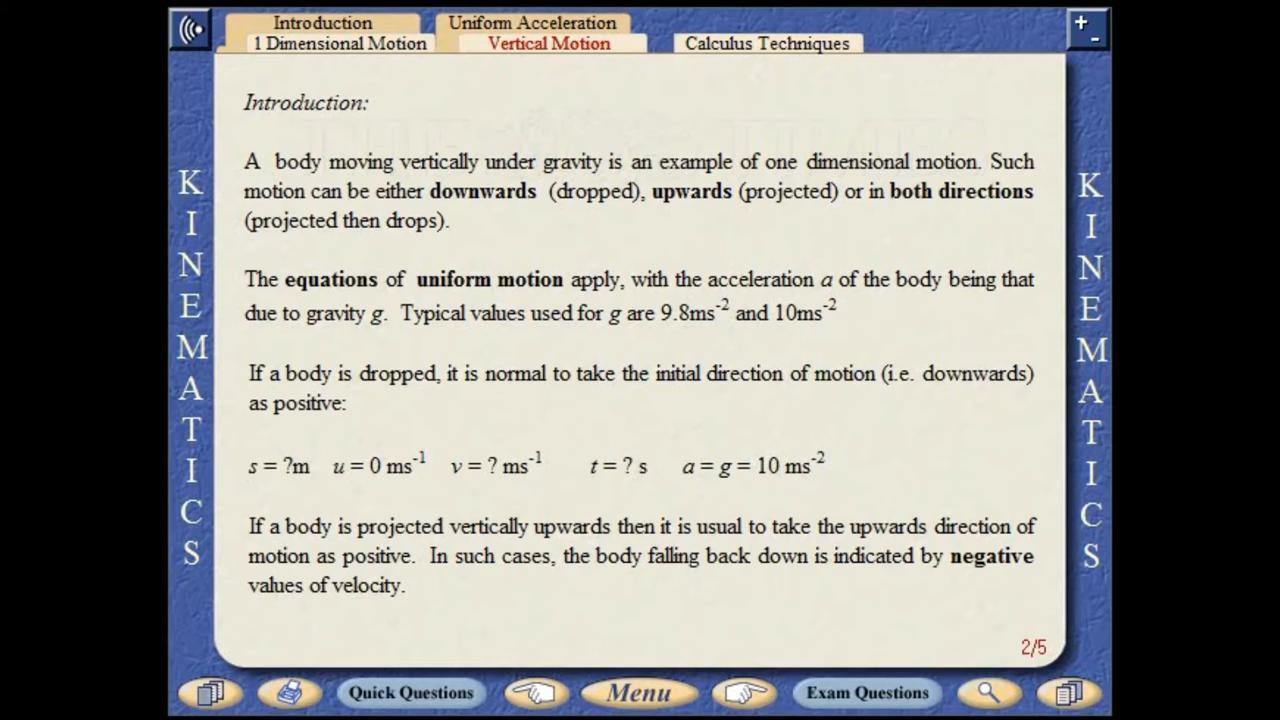 Introduction
Uniform Acceleration
1 Dimensional Motion
Vertical Motion
Calculus Techniques
+
-
Introduction:
A body moving vertically under gravity is an example of one dimensional motion. Such
motion can be either downwards (dropped), upwards (projected) or in both directions
(projected then drops).
The equations of uniform motion apply, with the acceleration a of the body being that
due to gravity g. Typical values used for g are 9.8ms⁻² and 10ms⁻²
If a body is dropped, it is normal to take the initial direction of motion (i.e. downwards)
as positive:
s = ?m u = 0 ms⁻¹ v = ? ms⁻¹ t = ? s a = g = 10 ms⁻²
If a body is projected vertically upwards then it is usual to take the upwards direction of
motion as positive. In such cases, the body falling back down is indicated by negative
values of velocity.
2/5
KINEMATICS
KINEMATICS
Quick Questions
Menu
Exam Questions